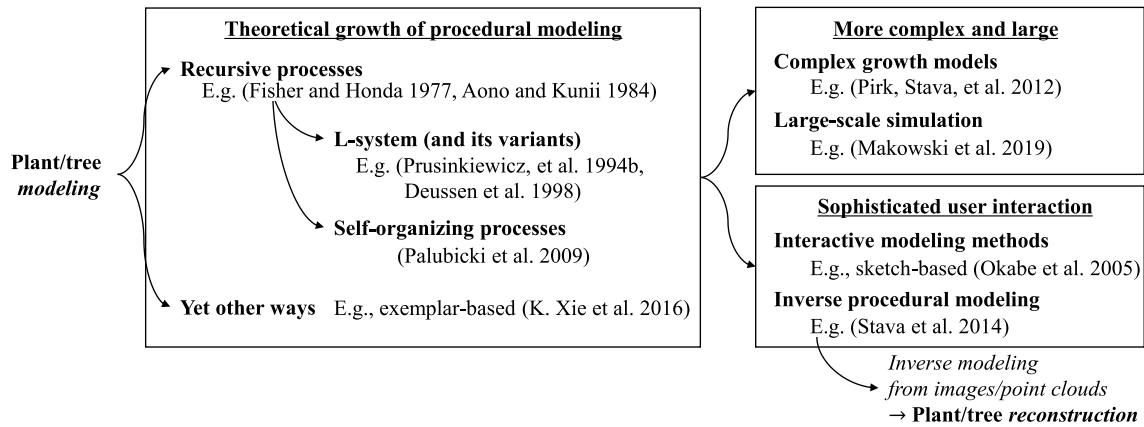 Theoretical growth of procedural modeling
Recursive processes
E.g. (Fisher and Honda 1977, Aono and Kunii 1984)
L-system (and its variants)
E.g. (Prusinkiewicz, et al. 1994b,
Deussen et al. 1998)
Plant/tree
modeling
Self-organizing processes
(Palubicki et al. 2009)
Yet other ways E.g., exemplar-based (K. Xie et al. 2016)
More complex and large
Complex growth models
E.g. (Pirk, Stava, et al. 2012)
Large-scale simulation
E.g. (Makowski et al. 2019)
Sophisticated user interaction
Interactive modeling methods
E.g., sketch-based (Okabe et al. 2005)
Inverse procedural modeling
E.g. (Stava et al. 2014)
Inverse modeling
from images/point clouds
→ Plant/tree reconstruction